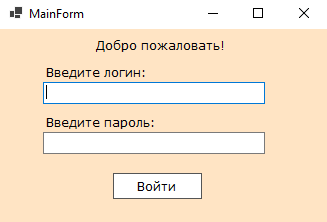 MainForm
Добро пожаловать!
Введите логин:
Введите пароль:
Войти